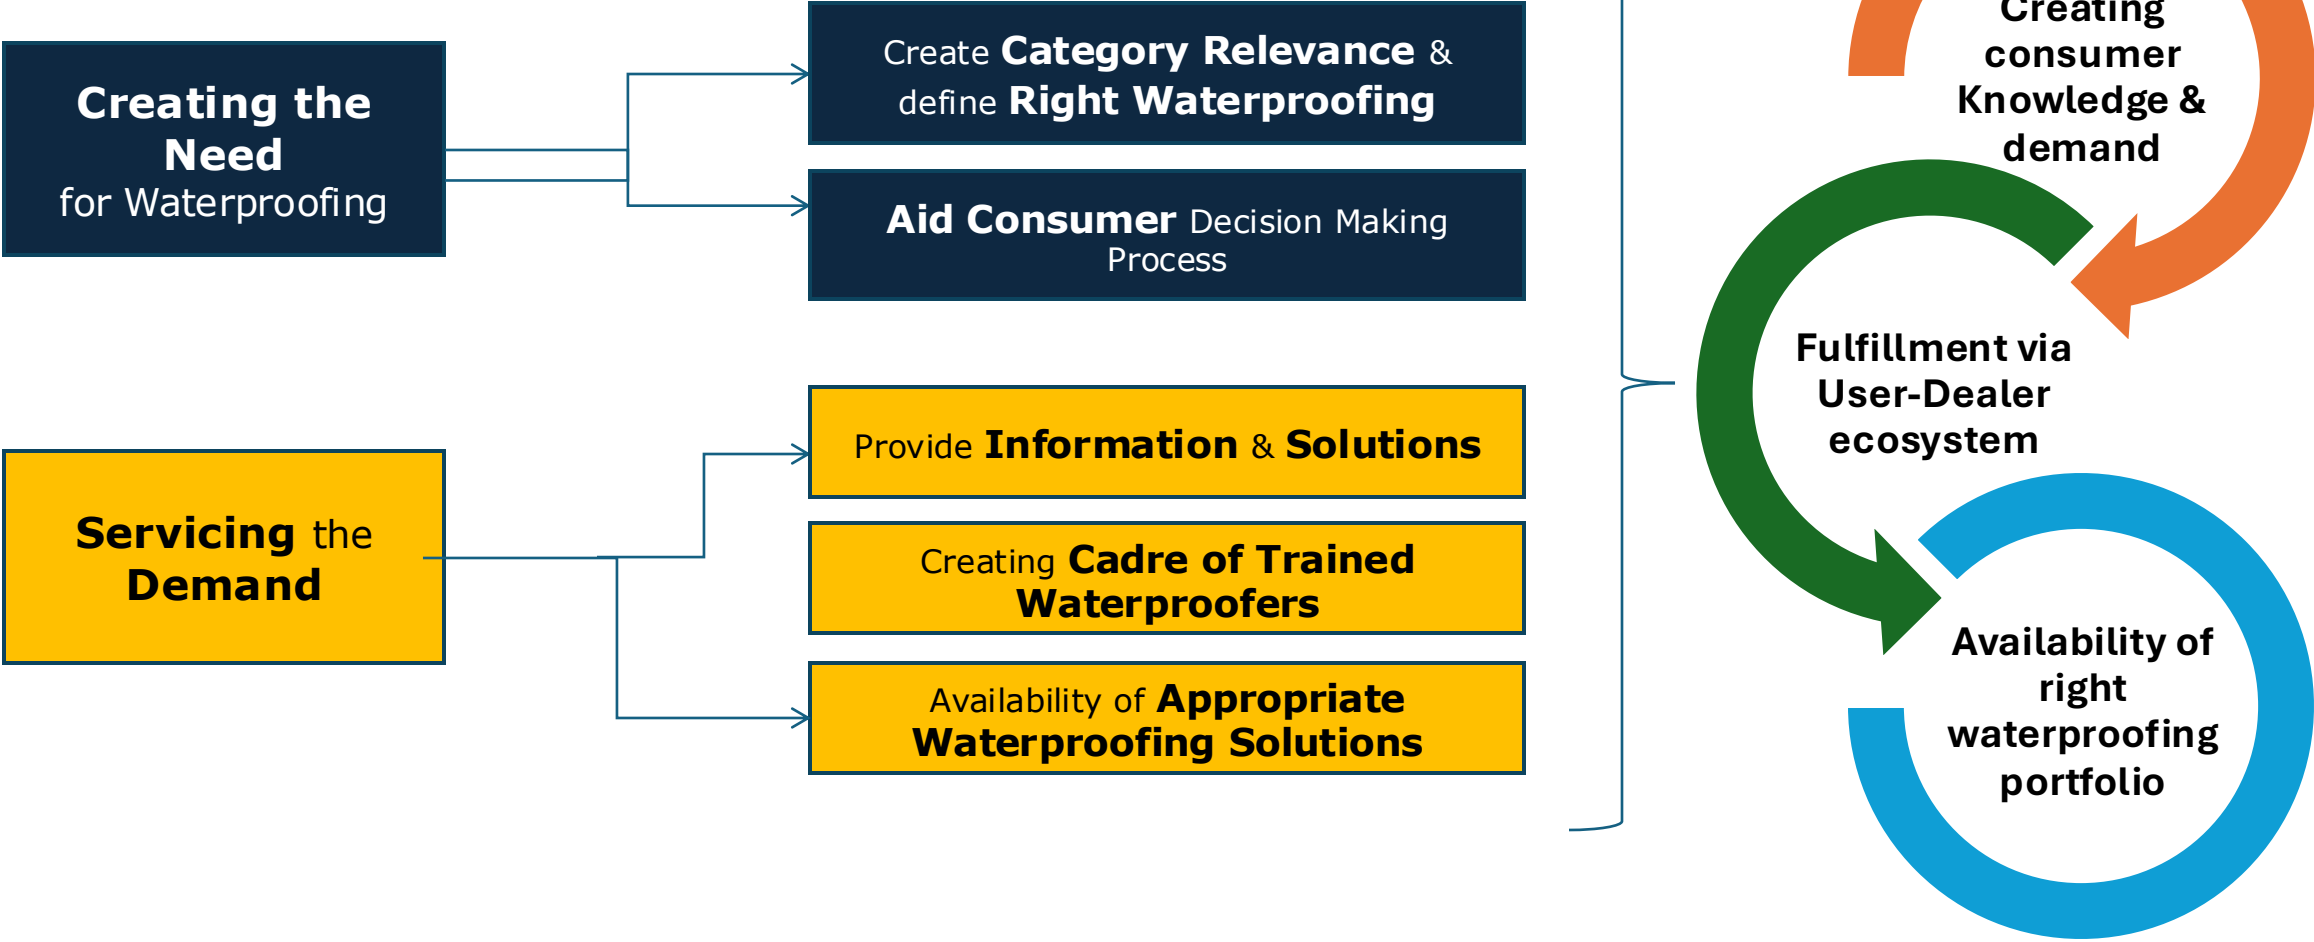 Creating the
Need
for Waterproofing
Create Category Relevance &
define Right Waterproofing
Aid Consumer Decision Making
Process
Servicing the
Demand
Provide Information & Solutions
Creating Cadre of Trained
Waterproofers
Availability of Appropriate
Waterproofing Solutions
Creating
consumer
Knowledge &
demand
Fulfillment via
User-Dealer
ecosystem
Availability of
right
waterproofing
portfolio